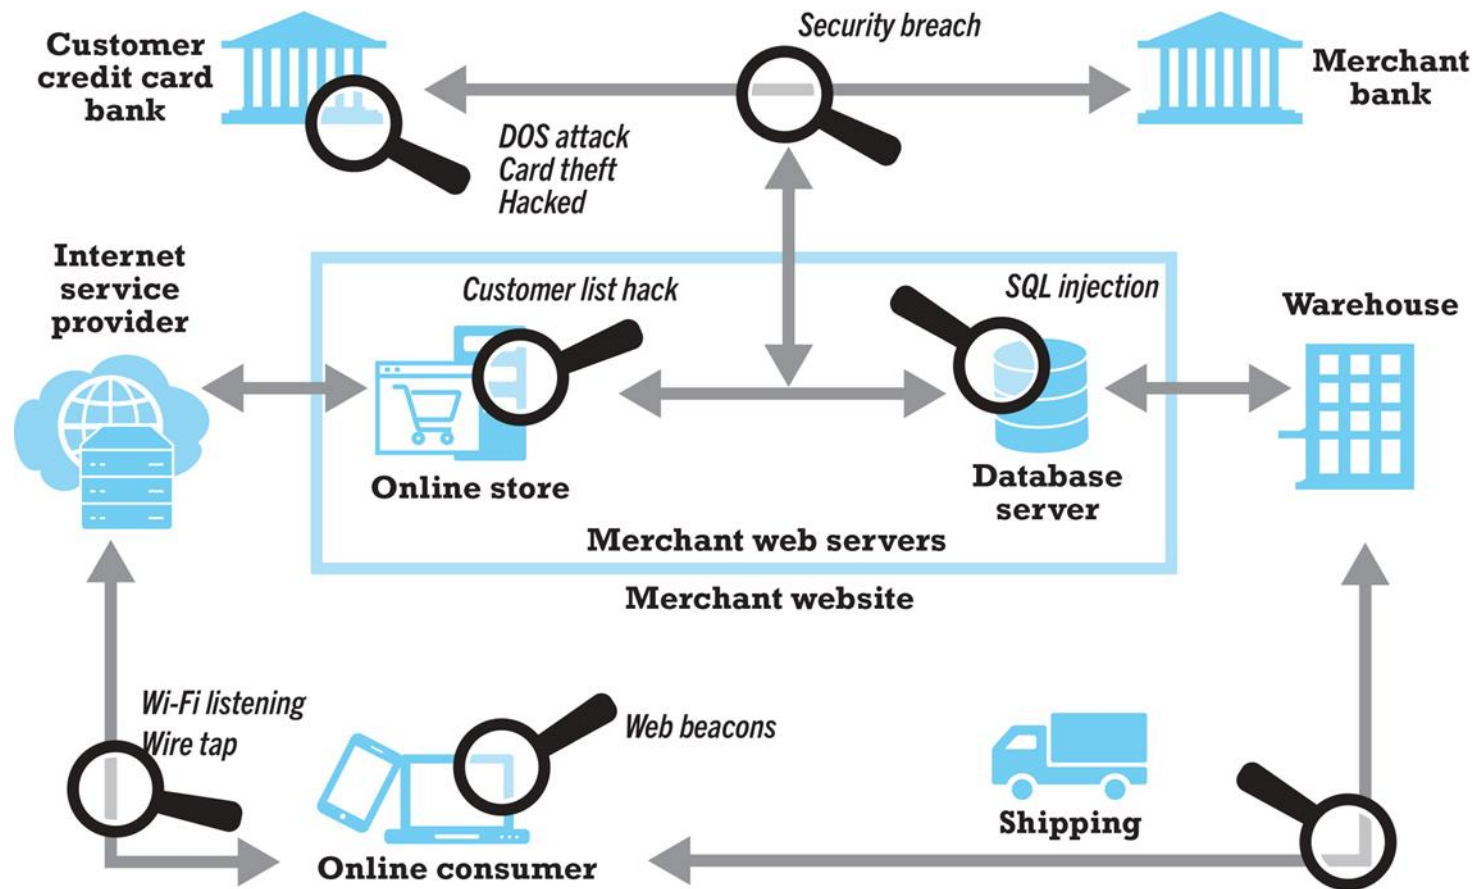 Customer
credit card
bank
Security breach
Merchant
bank
DOS attack
Card theft
Hacked
Internet
service
provider
Customer list hack
SQL injection
Warehouse
Online store
Database
server
Merchant web servers
Merchant website
Wi-Fi listening
Wire tap
Web beacons
Shipping
Online consumer